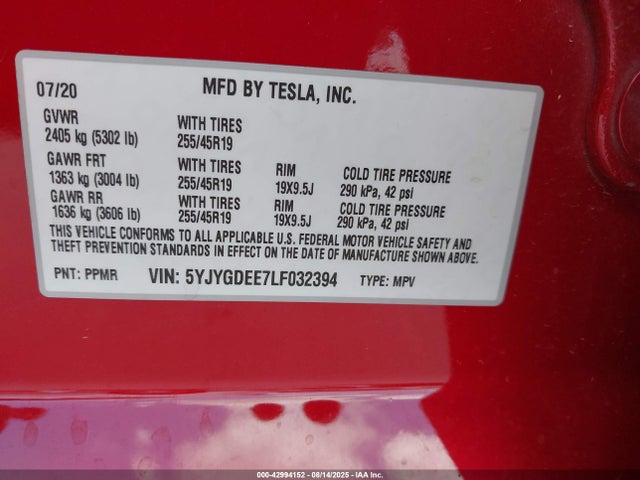 07/20 MFD BY TESLA, INC.
GVWR WITH TIRES
2405 kg (5302 lb) 255/45R19
GAWR FRT WITH TIRES RIM COLD TIRE PRESSURE
1363 kg (3004 lb) 255/45R19 19X9.5J 290 kPa, 42 psi
GAWR RR WITH TIRES RIM COLD TIRE PRESSURE
1636 kg (3606 lb) 255/45R19 19X9.5J 290 kPa, 42 psi
THIS VEHICLE CONFORMS TO ALL APPLICABLE U.S. FEDERAL MOTOR VEHICLE SAFETY AND
THEFT PREVENTION STANDARDS IN EFFECT ON THE DATE OF MANUFACTURE SHOWN ABOVE.
PNT: PPMR VIN: 5YJYGDEE7LF032394 TYPE: MPV
000-42994152 - 08/14/2025 - IAA Inc.